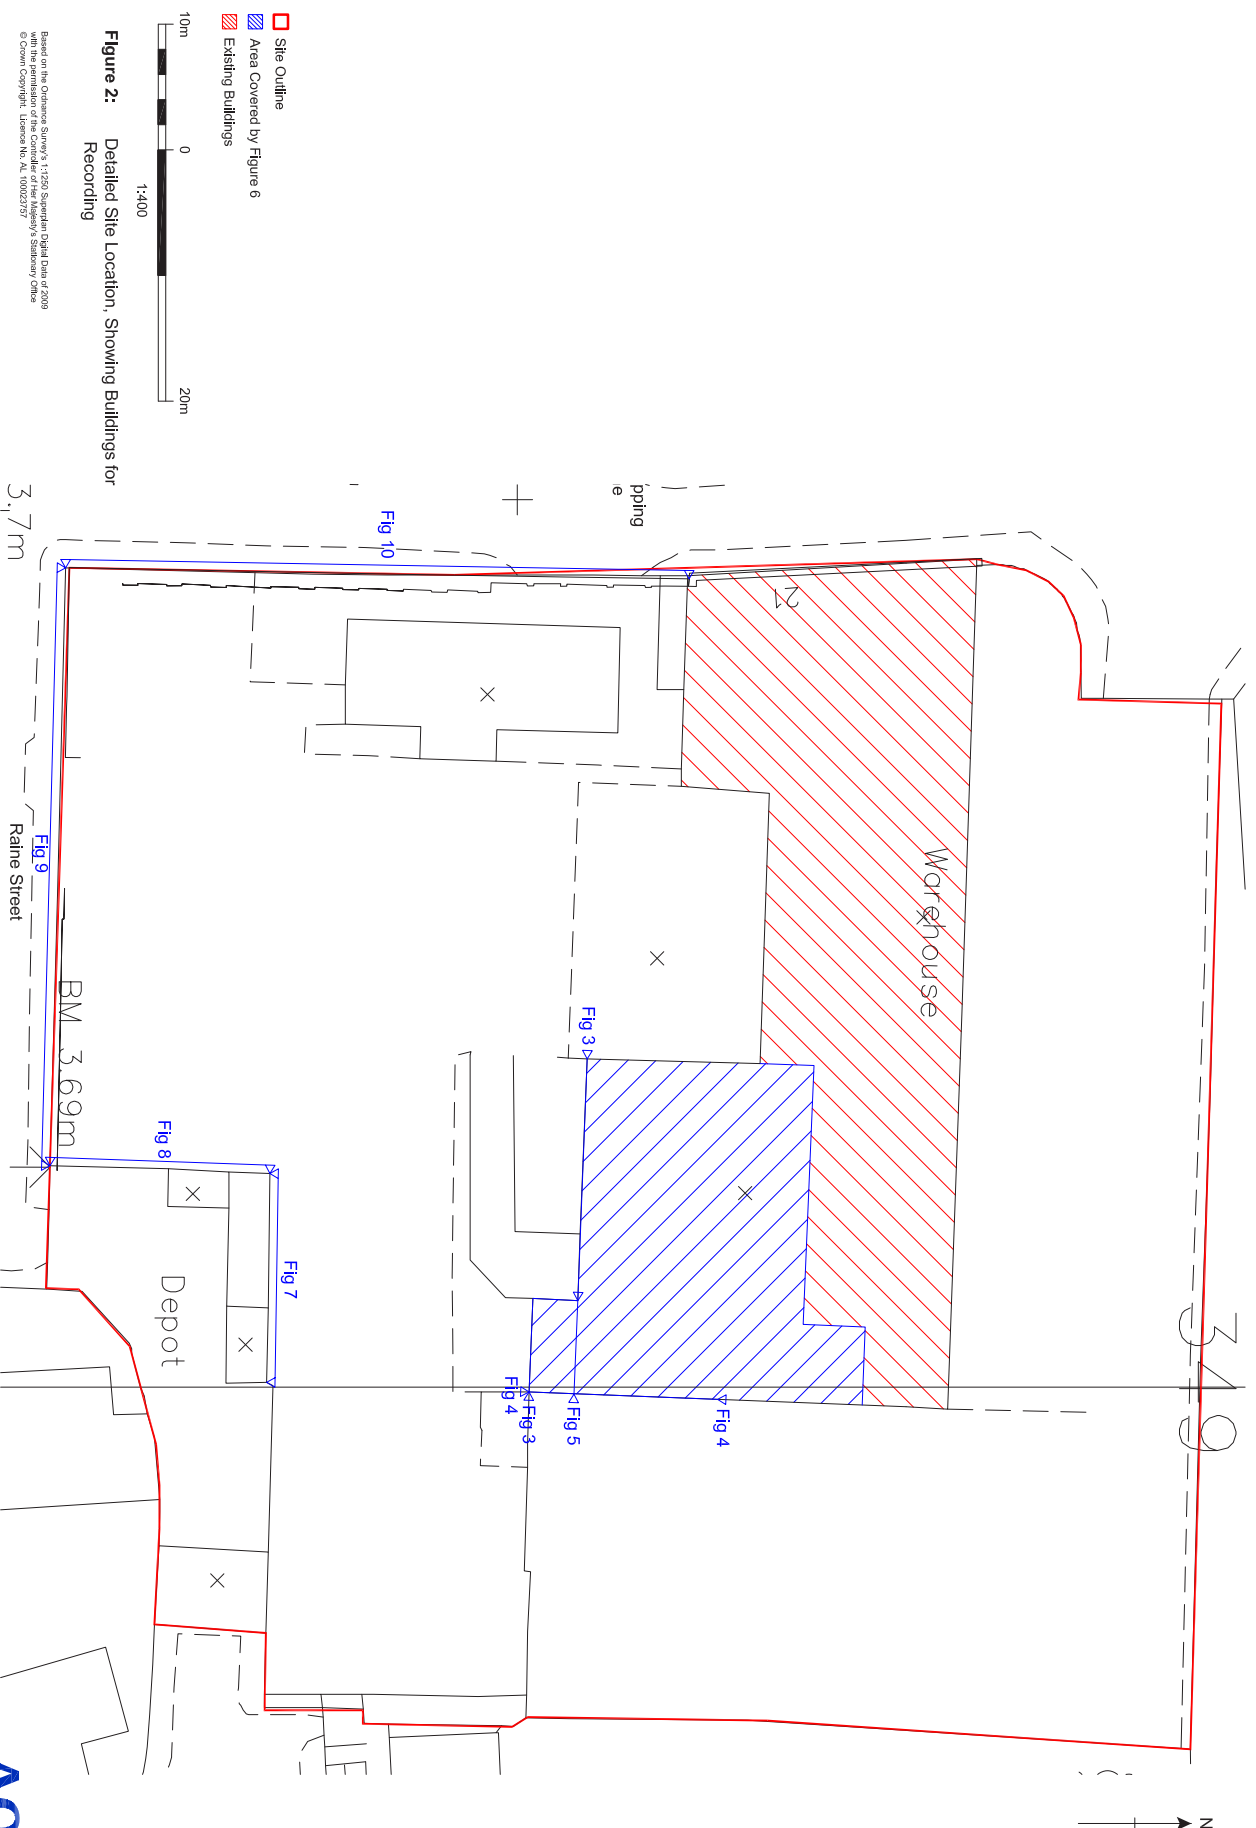 Site Outline
Area Covered by Figure 6
Existing Buildings
10m
0
20m
1:400
Figure 2: Detailed Site Location, Showing Buildings for
Recording
Based on the Ordnance Survey's 1:1250 Superplan Digital Data of 2009
with the permission of the Controller of Her Majesty's Stationary Office
© Crown Copyright. Licence No. AL 100023757
N
349
21
Warehouse
pping
e
Fig 10
Fig 3
Fig 4
Fig 5
Fig 3
Fig 4
Fig 7
Fig 8
Depot
BM 3.69m
Fig 9
Raine Street
3.7m